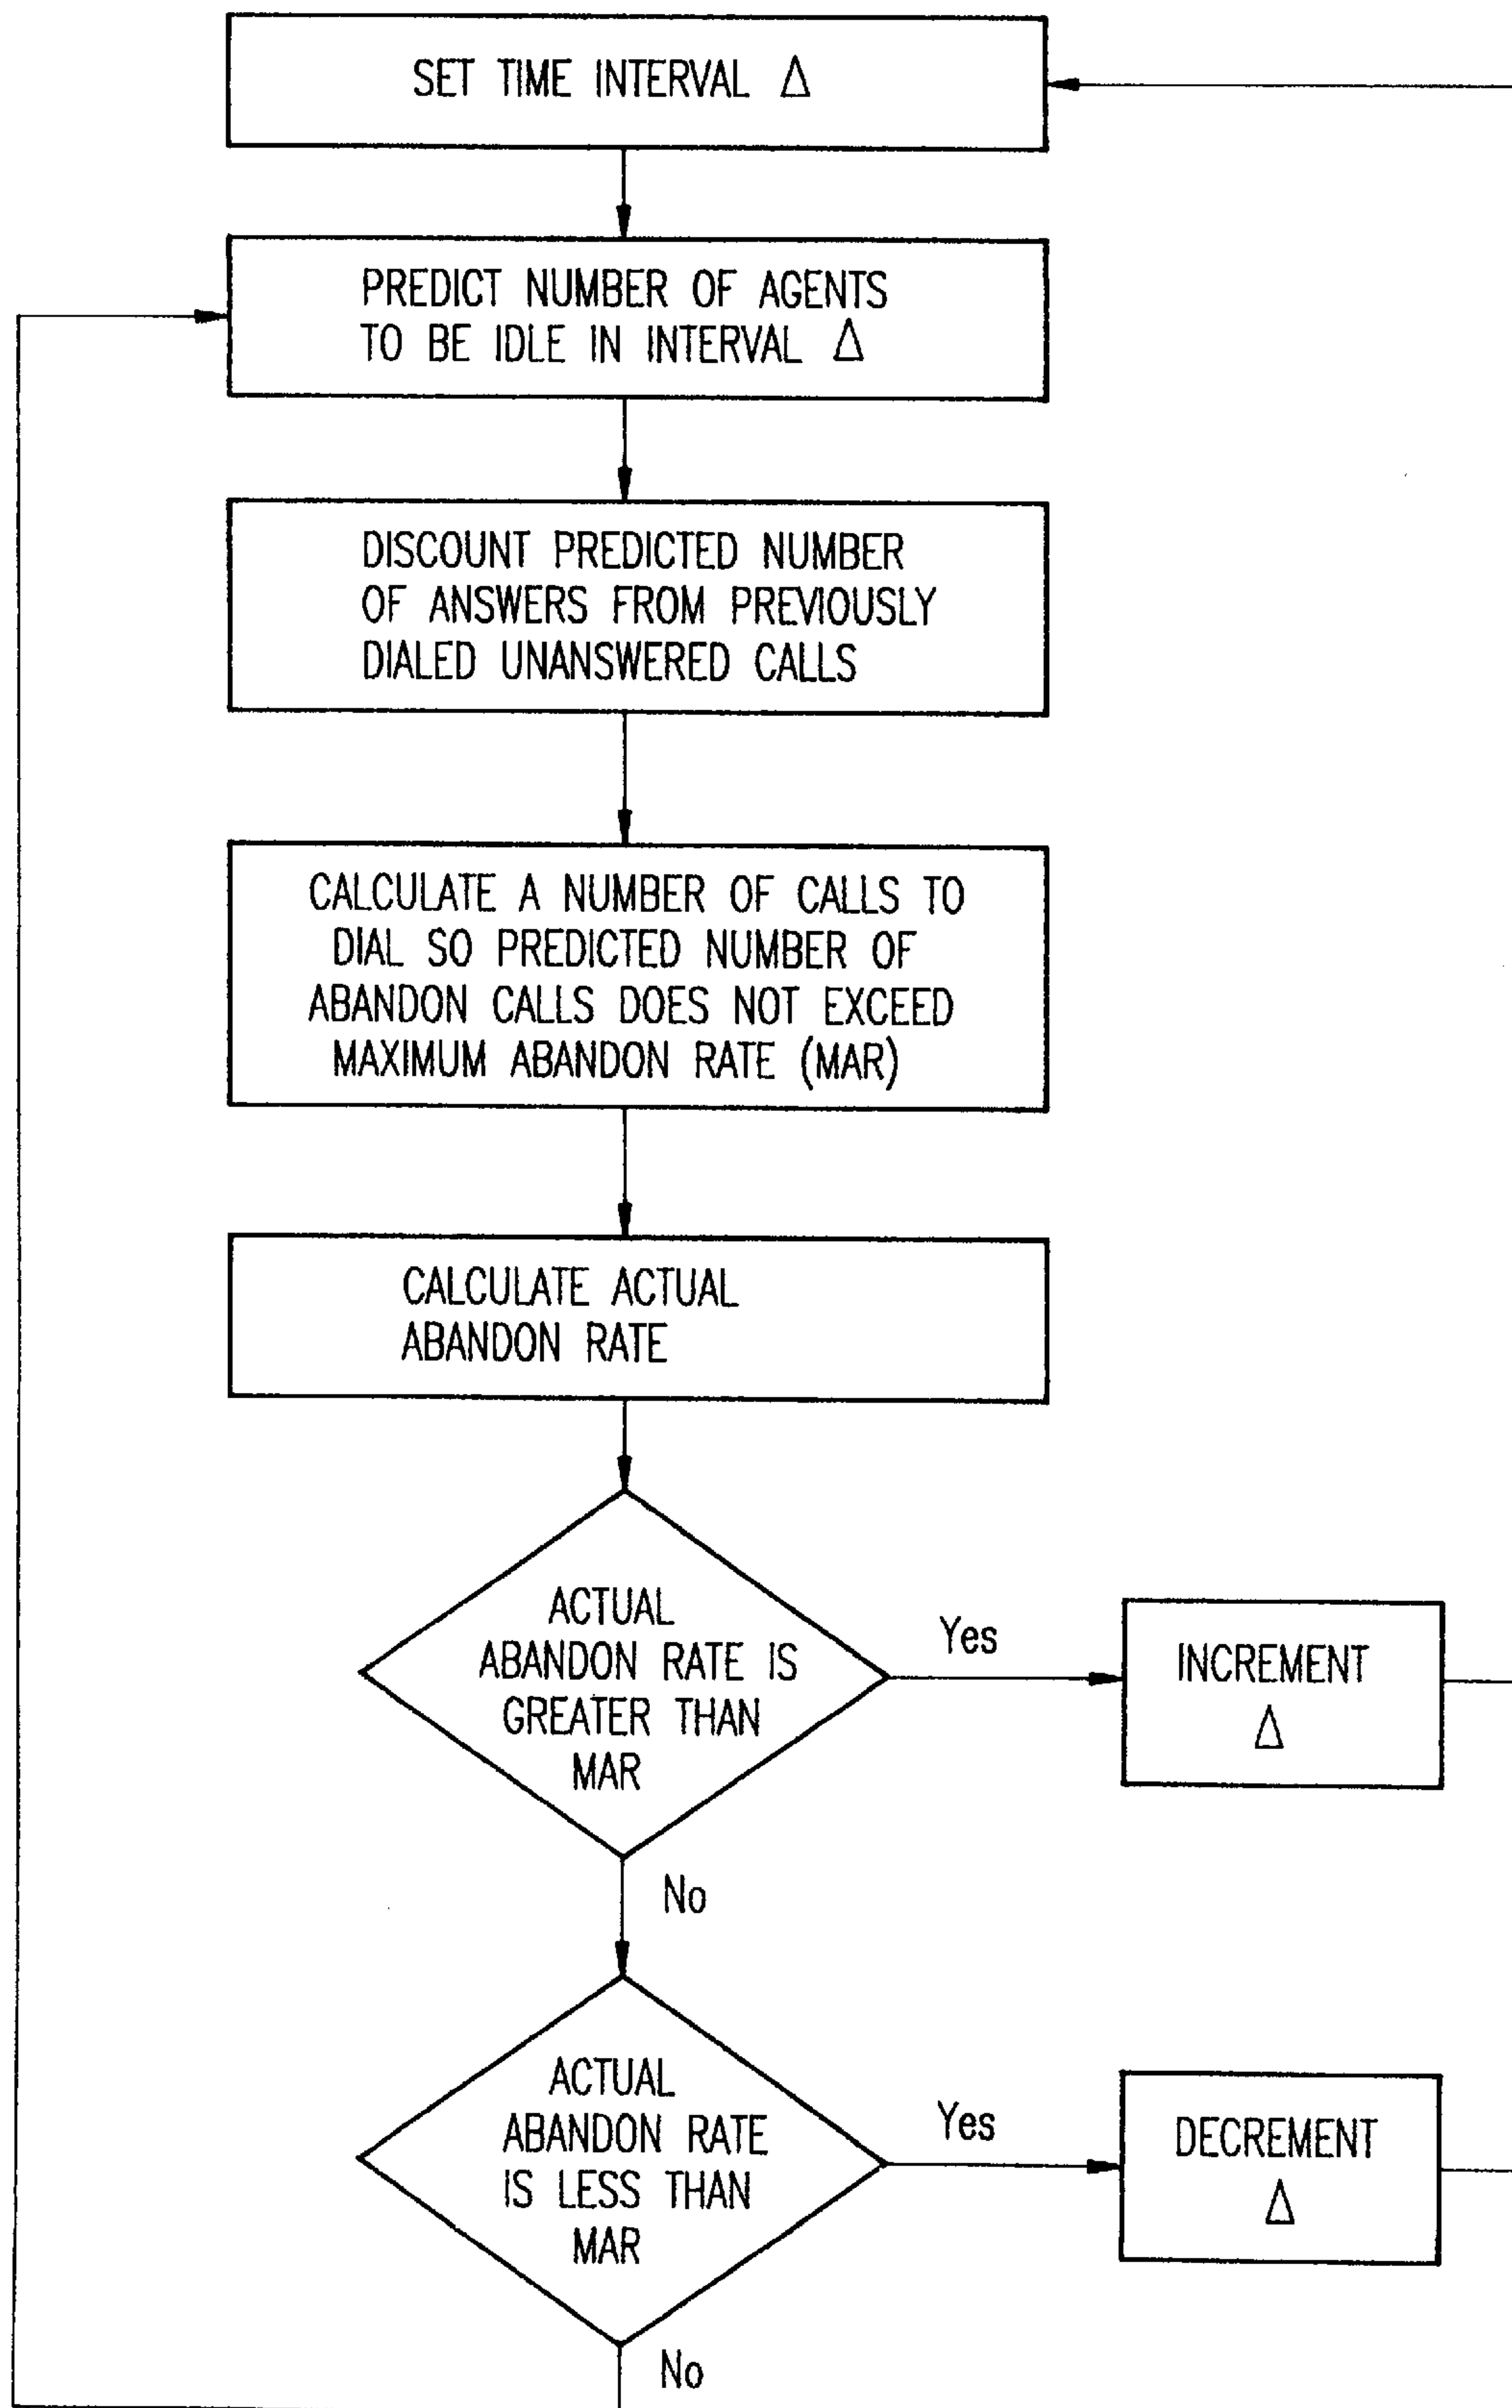 SET TIME INTERVAL Δ
PREDICT NUMBER OF AGENTS
TO BE IDLE IN INTERVAL Δ
DISCOUNT PREDICTED NUMBER
OF ANSWERS FROM PREVIOUSLY
DIALED UNANSWERED CALLS
CALCULATE A NUMBER OF CALLS TO
DIAL SO PREDICTED NUMBER OF
ABANDON CALLS DOES NOT EXCEED
MAXIMUM ABANDON RATE (MAR)
CALCULATE ACTUAL
ABANDON RATE
ACTUAL
ABANDON RATE IS
GREATER THAN
MAR
Yes
INCREMENT
Δ
No
ACTUAL
ABANDON RATE
IS LESS THAN
MAR
Yes
DECREMENT
Δ
No